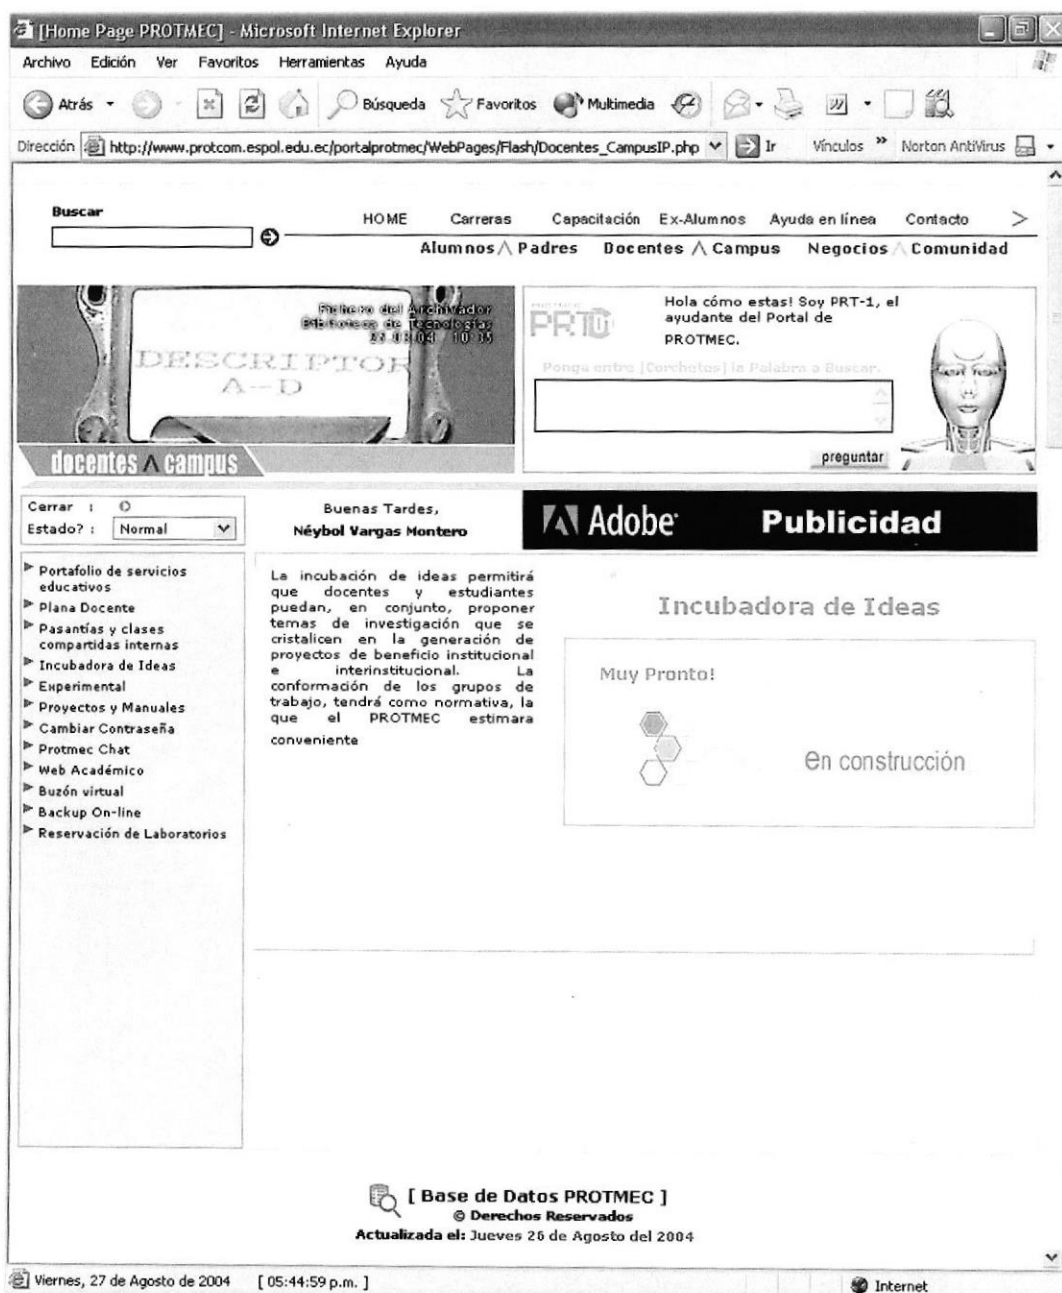 [Home Page PROTMEC] - Microsoft Internet Explorer
Archivo Edición Ver Favoritos Herramientas Ayuda
Atrás Búsqueda Favoritos Multimedia
Dirección http://www.protcom.espol.edu.ec/portalprotmec/WebPages/Flash/Docentes_CampusIP.php Ir Vínculos » Norton AntiVirus
Buscar
HOME Carreras Capacitación Ex-Alumnos Ayuda en línea Contacto >
Alumnos Padres Docentes Campus Negocios Comunidad
Fichero del Archivador
Biblioteca de Tecnologías
DESCRIPTOR
A-D
docentes campus
PRT
Hola cómo estas! Soy PRT-1, el
ayudante del Portal de
PROTMEC.
Ponga entre [Corchetes] la Palabra a Buscar.
preguntar
Cerrar :
Estado? : Normal
Buenas Tardes,
Néybol Vargas Montero
Adobe Publicidad
Portafolio de servicios
educativos
Plana Docente
Pasantías y clases
compartidas internas
Incubadora de Ideas
Experimental
Proyectos y Manuales
Cambiar Contraseña
Protmec Chat
Web Académico
Buzón virtual
Backup On-line
Reservación de Laboratorios
La incubación de ideas permitirá
que docentes y estudiantes
puedan, en conjunto, proponer
temas de investigación que se
cristalicen en la generación de
proyectos de beneficio institucional
e interinstitucional. La
conformación de los grupos de
trabajo, tendrá como normativa, la
que el PROTMEC estimara
conveniente
Incubadora de Ideas
Muy Pronto!
en construcción
[ Base de Datos PROTMEC ]
© Derechos Reservados
Actualizada el: Jueves 26 de Agosto del 2004
Viernes, 27 de Agosto de 2004 [ 05:44:59 p.m. ] Internet